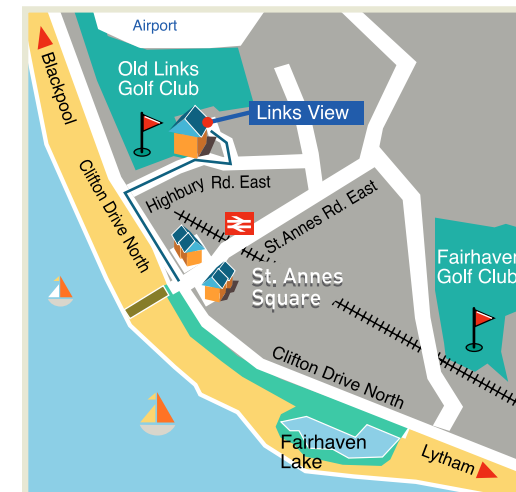 Airport
Blackpool
Old Links
Golf Club
Links View
Clifton Drive North
Highbury Rd. East
St.Annes Rd. East
St. Annes
Square
Fairhaven
Golf Club
Clifton Drive North
Fairhaven
Lake
Lytham